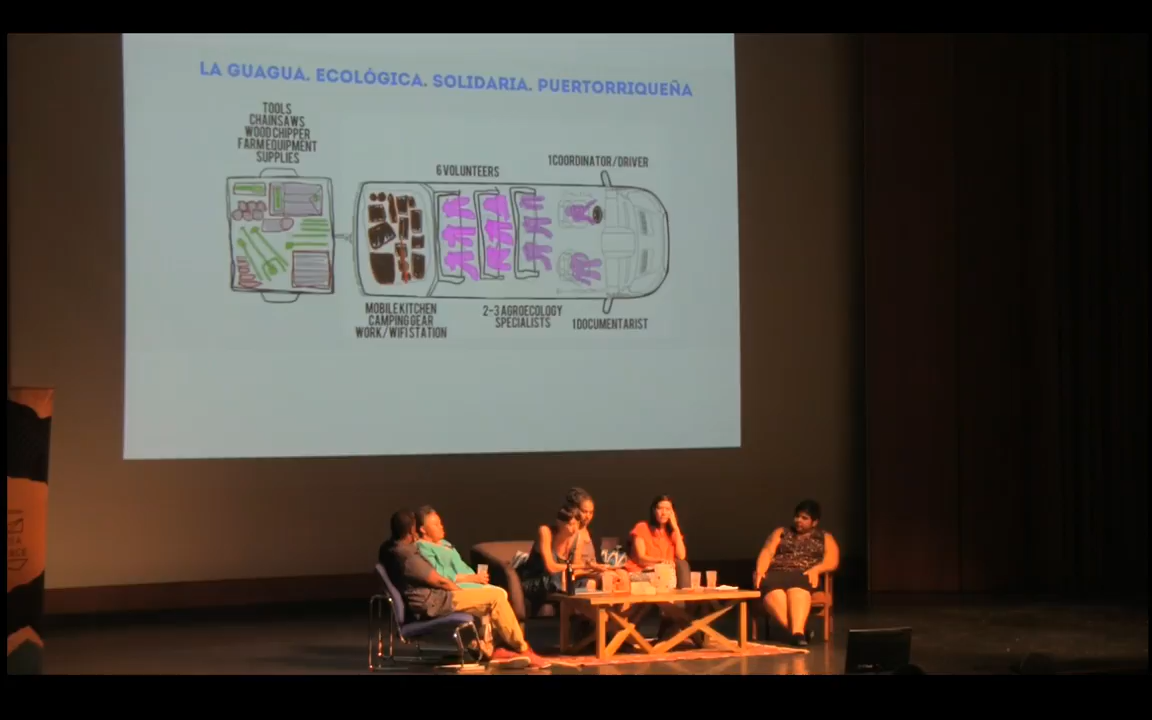 LA GUAGUA. ECOLÓGICA. SOLIDARIA. PUERTORRIQUEÑA
TOOLS
CHAINSAWS
WOOD CHIPPER
FARM EQUIPMENT
SUPPLIES
6 VOLUNTEERS
1 COORDINATOR/DRIVER
MOBILE KITCHEN
CAMPING GEAR
WORK/WIFI STATION
2-3 AGROECOLOGY
SPECIALISTS
1 DOCUMENTARIST